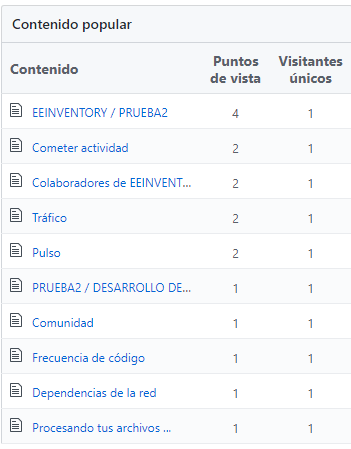 Contenido popular
Contenido Puntos de vista Visitantes únicos
EEINVENTORY / PRUEBA2 4 1
Cometer actividad 2 1
Colaboradores de EEINVENT... 2 1
Tráfico 2 1
Pulso 2 1
PRUEBA2 / DESARROLLO DE... 1 1
Comunidad 1 1
Frecuencia de código 1 1
Dependencias de la red 1 1
Procesando tus archivos ... 1 1